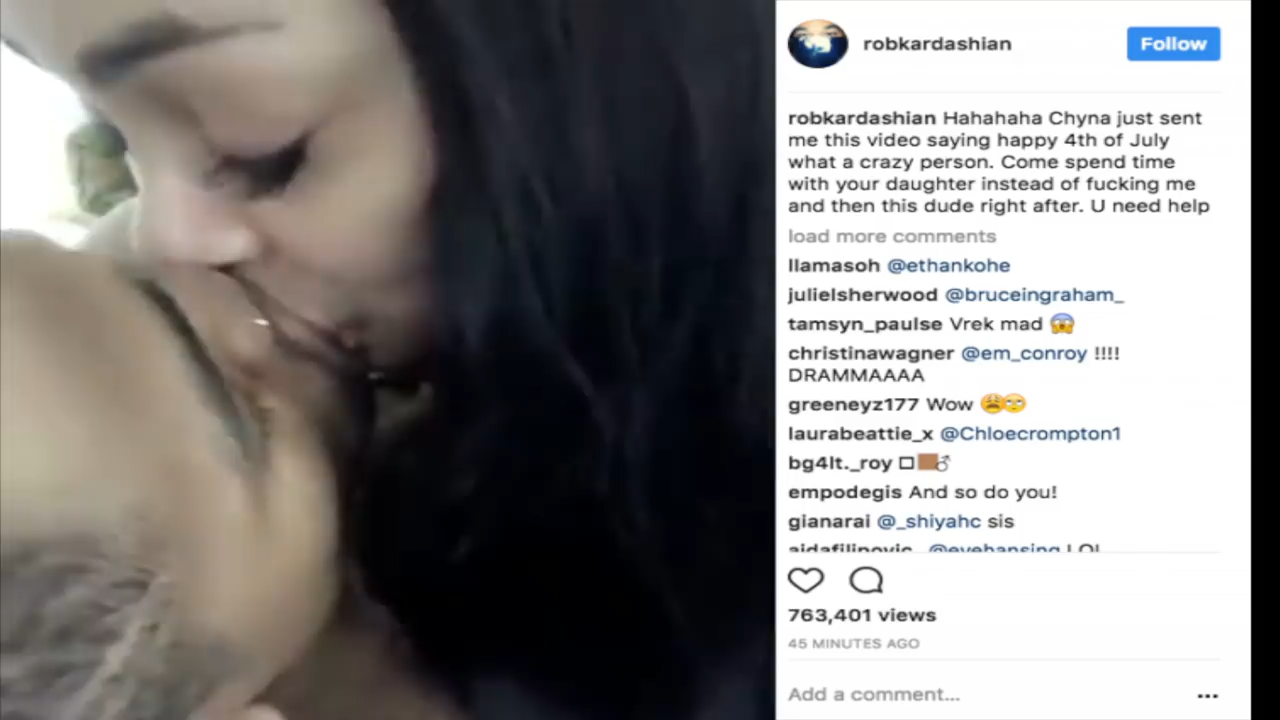 robkardashian
Follow
robkardashian Hahahaha Chyna just sent
me this video saying happy 4th of July
what a crazy person. Come spend time
with your daughter instead of fucking me
and then this dude right after. U need help
load more comments
llamasoh @ethankohe
julielsherwood @bruceingraham_
tamsyn_paulse Vrek mad 😱
christinawagner @em_conroy !!!!
DRAMMAAAA
greeneyz177 Wow 😩🙄
laurabeattie_x @Chloecrompton1
bg4lt._roy
empodegis And so do you!
gianarai @_shiyahc sis
763,401 views
45 MINUTES AGO
Add a comment...